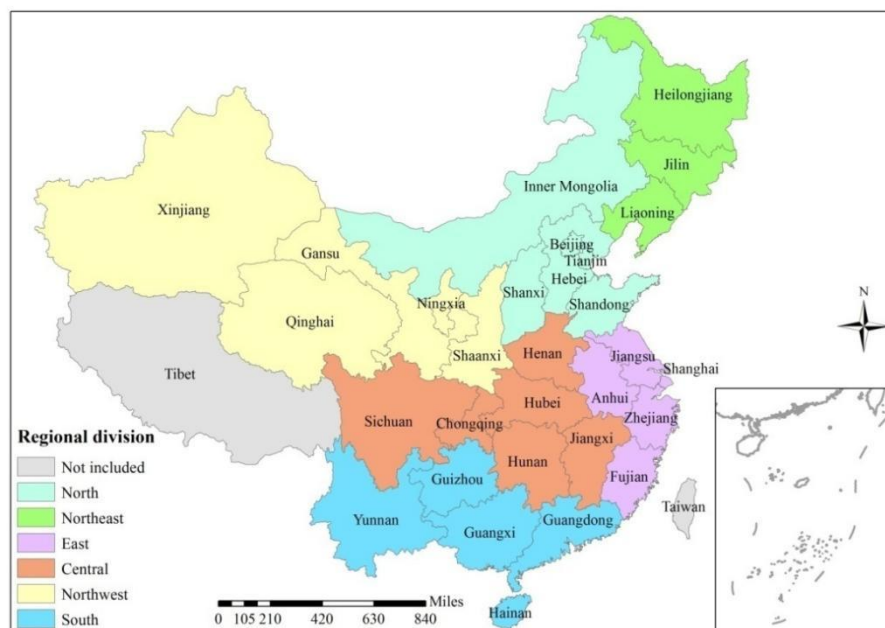 Heilongjiang
Jilin
Inner Mongolia
Liaoning
Xinjiang
Beijing
Gansu
Tianjin
Hebei
Shanxi
Ningxia
Shandong
N
Qinghai
Shaanxi
Henan
Jiangsu
Shanghai
Tibet
Anhui
Hubei
Zhejiang
Sichuan
Chongqing
Jiangxi
Hunan
Fujian
Guizhou
Taiwan
Yunnan
Guangxi
Guangdong
Hainan
Regional division
Not included
North
Northeast
East
Central
Northwest
South
Miles
0 105 210 420 630 840